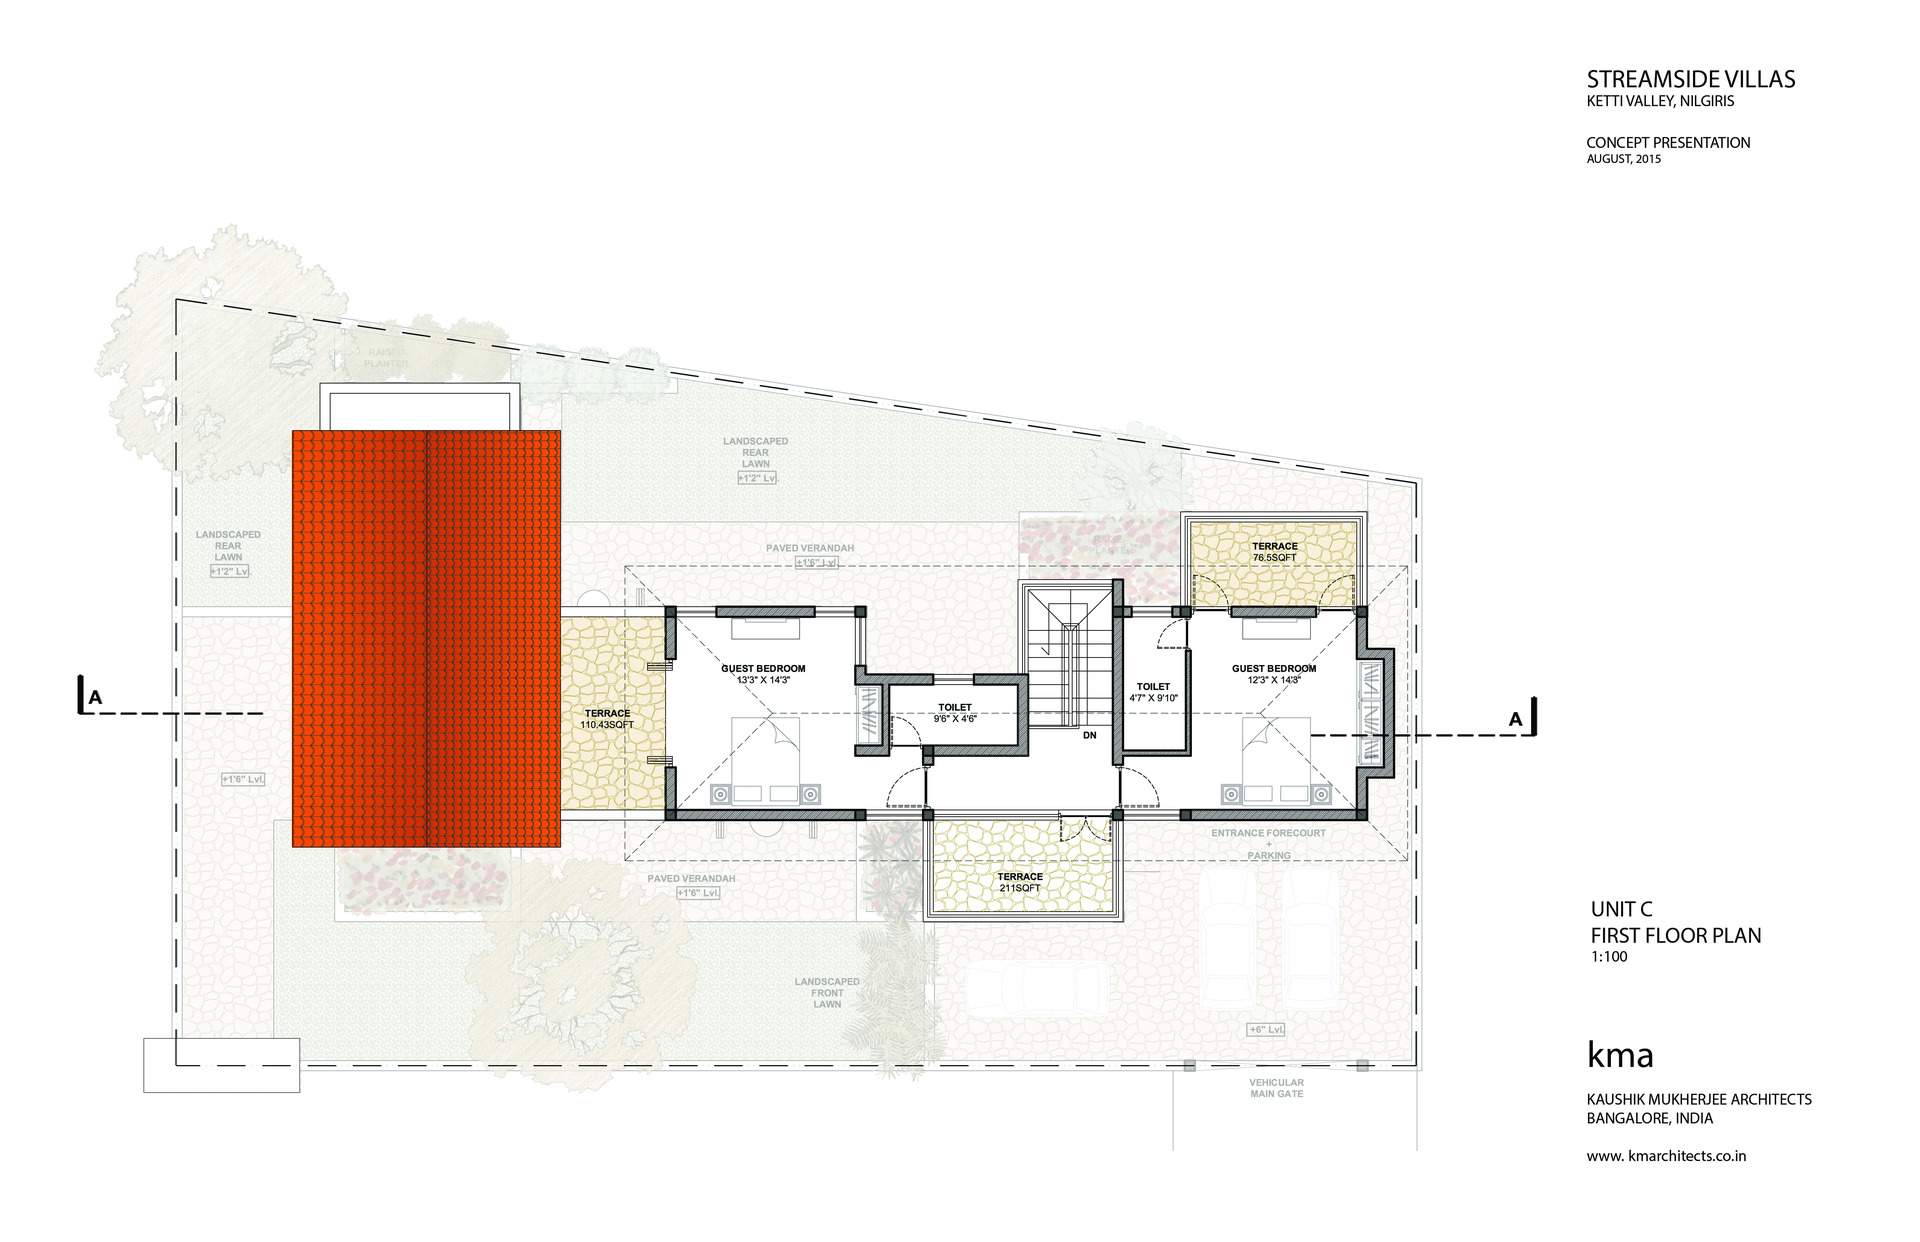 STREAMSIDE VILLAS
KETTI VALLEY, NILGIRIS
CONCEPT PRESENTATION
AUGUST, 2015
LANDSCAPED
REAR
LAWN
+1'2" Lvl.
LANDSCAPED
REAR
LAWN
+1'2" Lvl.
PAVED VERANDAH
+1'6" Lvl.
TERRACE
76.5SQFT
GUEST BEDROOM
13'3" X 14'3"
GUEST BEDROOM
12'3" X 14'3"
TOILET
4'7" X 9'10"
TOILET
9'6" X 4'6"
TERRACE
110.43SQFT
A
A
DN
+1'6" Lvl.
ENTRANCE FORECOURT
+
PARKING
PAVED VERANDAH
+1'6" Lvl.
TERRACE
211SQFT
LANDSCAPED
FRONT
LAWN
+6" Lvl.
VEHICULAR
MAIN GATE
UNIT C
FIRST FLOOR PLAN
1:100
kma
KAUSHIK MUKHERJEE ARCHITECTS
BANGALORE, INDIA
www. kmarchitects.co.in